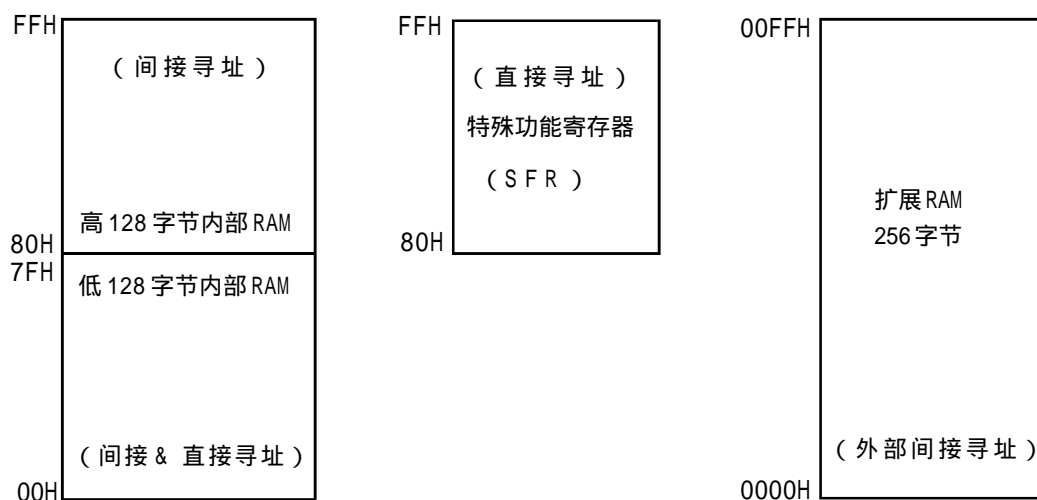 FFH
(间接寻址)
高128字节内部RAM
80H
7FH
低128字节内部RAM
(间接& 直接寻址)
00H
FFH
(直接寻址)
特殊功能寄存器
(SFR)
80H
00FFH
扩展RAM
256字节
(外部间接寻址)
0000H